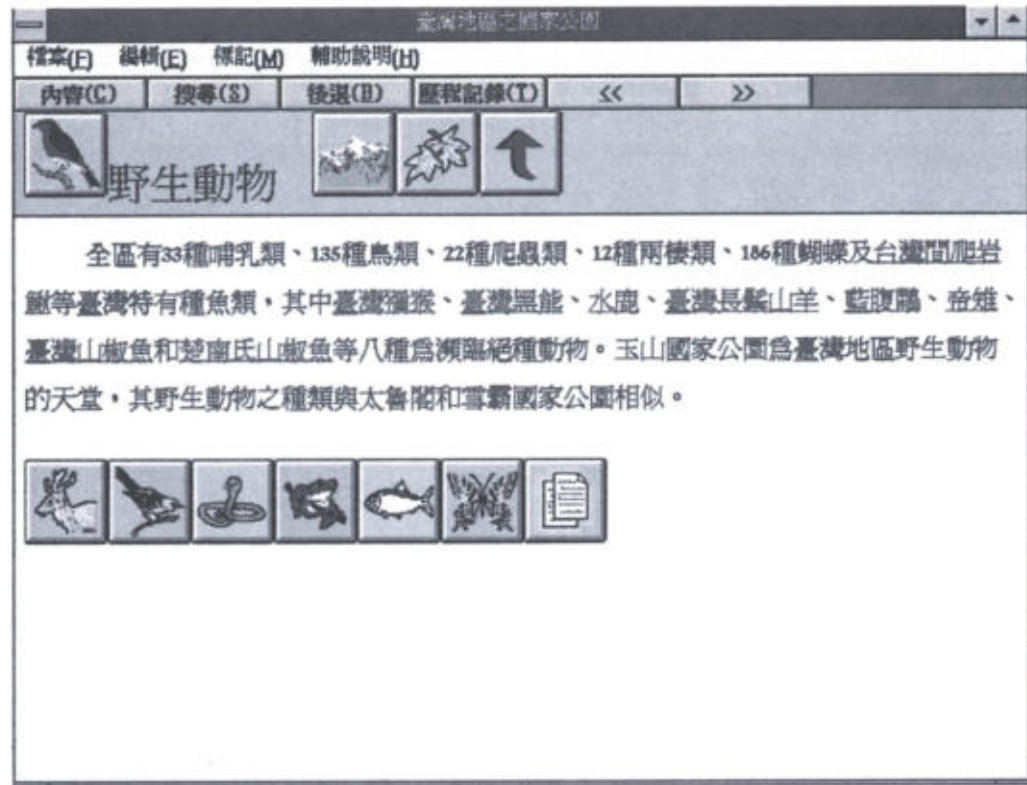 臺灣地區之國家公園
檔案(F) 編輯(E) 標記(M) 輔助說明(H)
內容(C) 搜尋(S) 後退(B) 歷程記錄(T) << >>
野生動物
全區有33種哺乳類、135種鳥類、22種爬蟲類、12種兩棲類、186種蝴蝶及台灣間爬岩
鰍等臺灣特有種魚類，其中臺灣獼猴、臺灣黑熊、水鹿、臺灣長鬃山羊、藍腹鷴、帝雉、
臺灣山椒魚和楚南氏山椒魚等八種為瀕臨絕種動物。玉山國家公園為臺灣地區野生動物
的天堂，其野生動物之種類與太魯閣和雪霸國家公園相似。